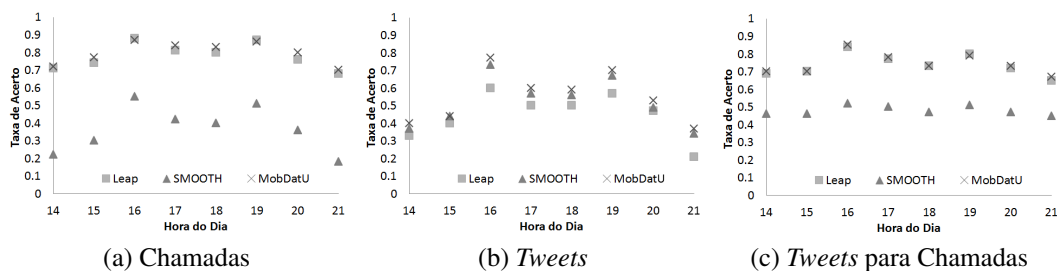 Taxa de Acerto
1
0.9
0.8
0.7
0.6
0.5
0.4
0.3
0.2
0.1
0
Leap SMOOTH MobDatU
14 15 16 17 18 19 20 21
Hora do Dia
(a) Chamadas
Taxa de Acerto
1
0.9
0.8
0.7
0.6
0.5
0.4
0.3
0.2
0.1
0
Leap SMOOTH MobDatU
14 15 16 17 18 19 20 21
Hora do Dia
(b) Tweets
Taxa de Acerto
1
0.9
0.8
0.7
0.6
0.5
0.4
0.3
0.2
0.1
0
Leap SMOOTH MobDatU
14 15 16 17 18 19 20 21
Hora do Dia
(c) Tweets para Chamadas